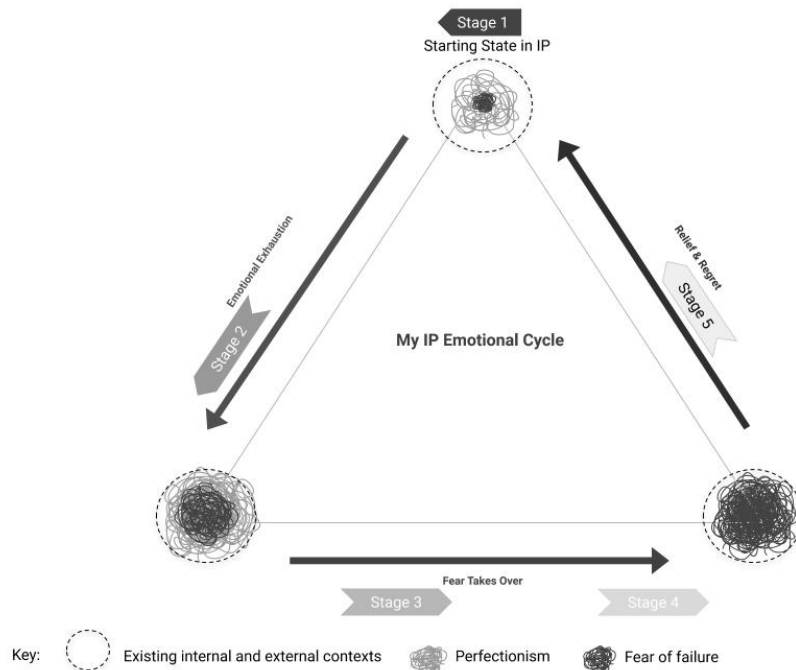 Stage 1
Starting State in IP
Emotional Exhaustion
Stage 2
Relief & Regret
Stage 5
My IP Emotional Cycle
Fear Takes Over
Stage 3
Stage 4
Key:
Existing internal and external contexts
Perfectionism
Fear of failure